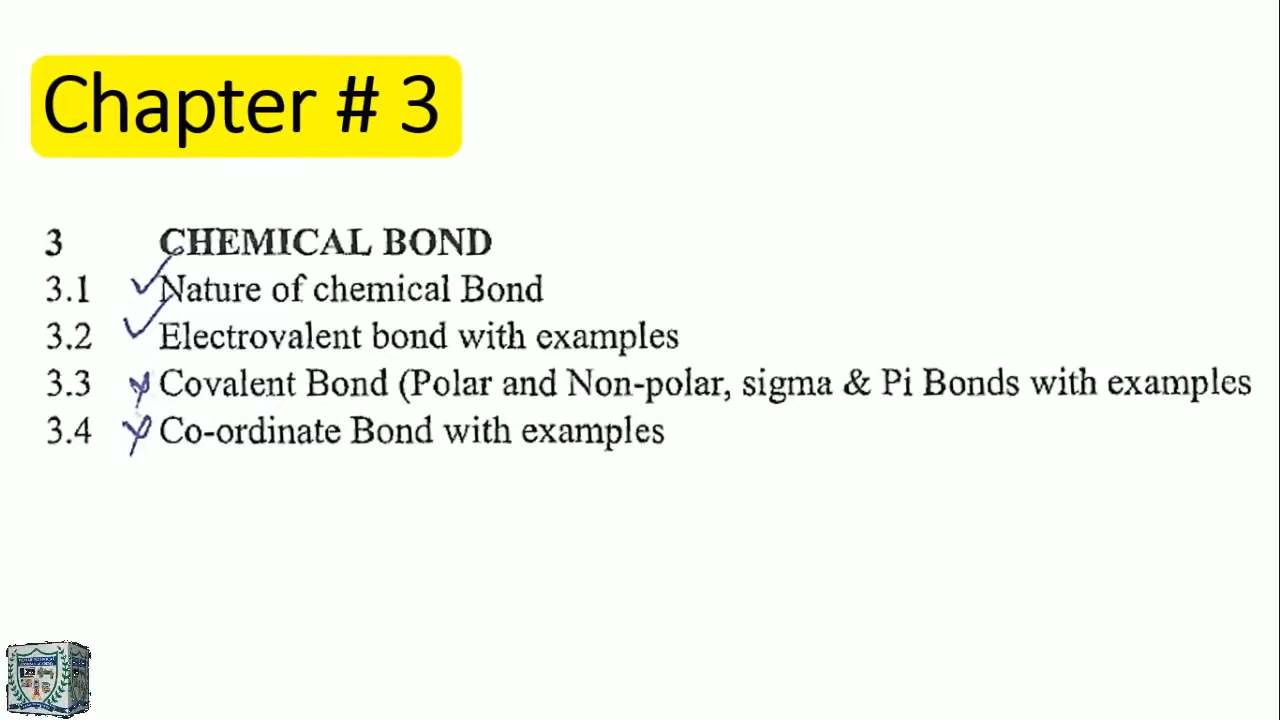 Chapter # 3
3 CHEMICAL BOND
3.1 Nature of chemical Bond
3.2 Electrovalent bond with examples
3.3 Covalent Bond (Polar and Non-polar, sigma & Pi Bonds with examples
3.4 Co-ordinate Bond with examples